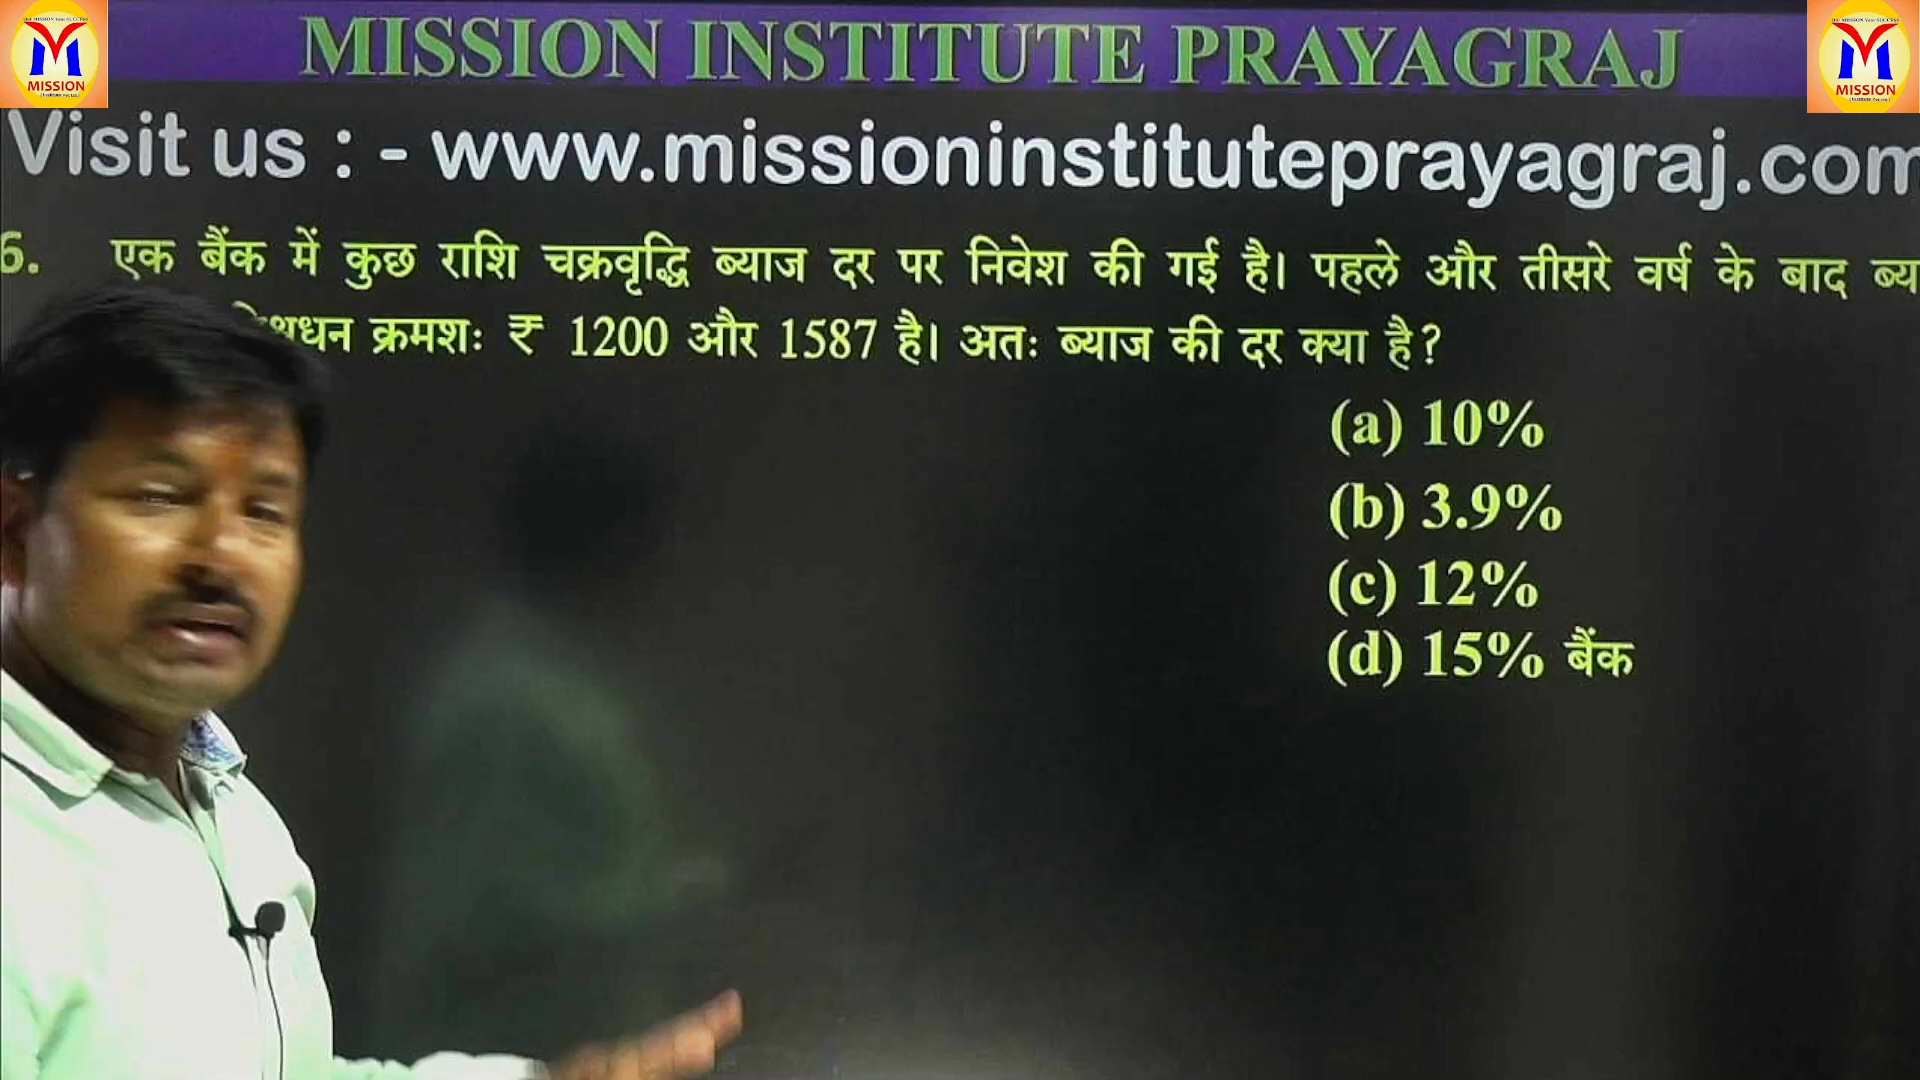 MISSION INSTITUTE PRAYAGRAJ
MISSION
MISSION
Visit us : - www.missioninstituteprayagraj.com
6. एक बैंक में कुछ राशि चक्रवृद्धि ब्याज दर पर निवेश की गई है। पहले और तीसरे वर्ष के बाद
क्रमशः ₹ 1200 और 1587 है। अतः ब्याज की दर क्या है?
(a) 10%
(b) 3.9%
(c) 12%
(d) 15% बैंक